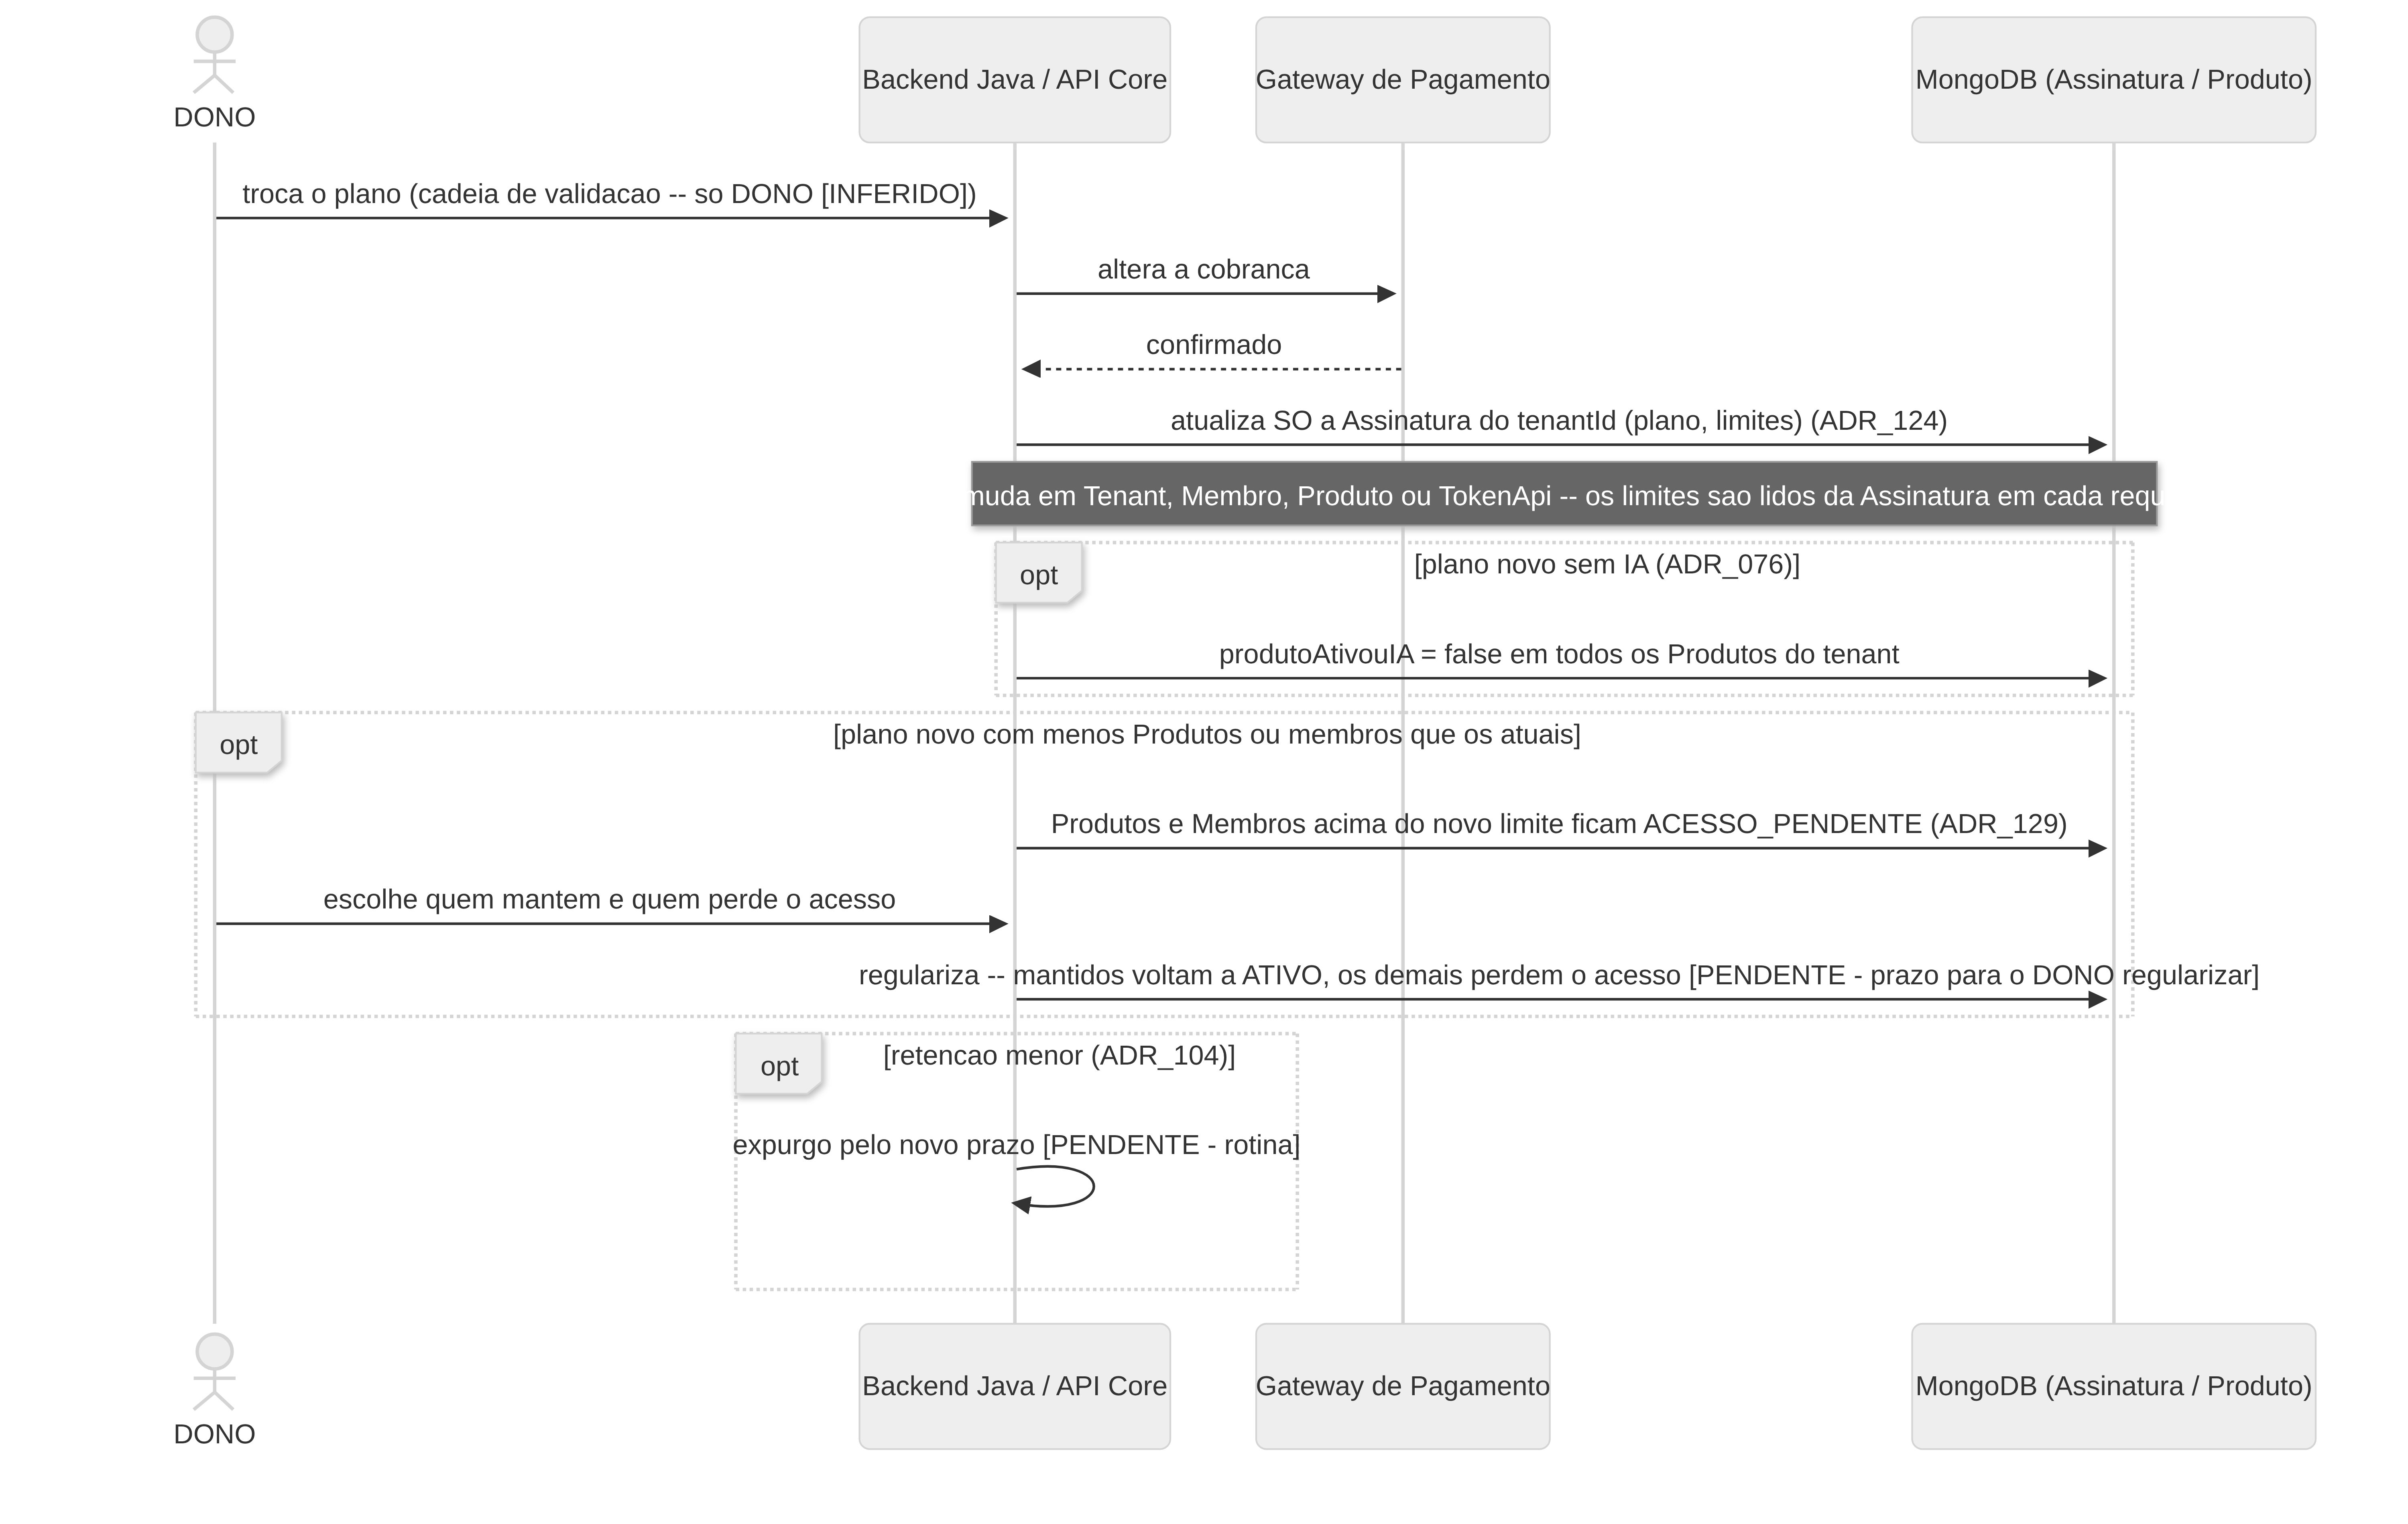 DONO
Backend Java / API Core
Gateway de Pagamento
MongoDB (Assinatura / Produto)
troca o plano (cadeia de validacao -- so DONO [INFERIDO])
altera a cobranca
confirmado
atualiza SO a Assinatura do tenantId (plano, limites) (ADR_124)
muda em Tenant, Membro, Produto ou TokenApi -- os limites sao lidos da Assinatura em cada
opt
[plano novo sem IA (ADR_076)]
produtoAtivouIA = false em todos os Produtos do tenant
opt
[plano novo com menos Produtos ou membros que os atuais]
Produtos e Membros acima do novo limite ficam ACESSO_PENDENTE (ADR_129)
escolhe quem mantem e quem perde o acesso
regulariza -- mantidos voltam a ATIVO, os demais perdem o acesso [PENDENTE - prazo para o DONO regularizar]
opt
[retencao menor (ADR_104)]
expurgo pelo novo prazo [PENDENTE - rotina]
Backend Java / API Core
Gateway de Pagamento
MongoDB (Assinatura / Produto)
DONO